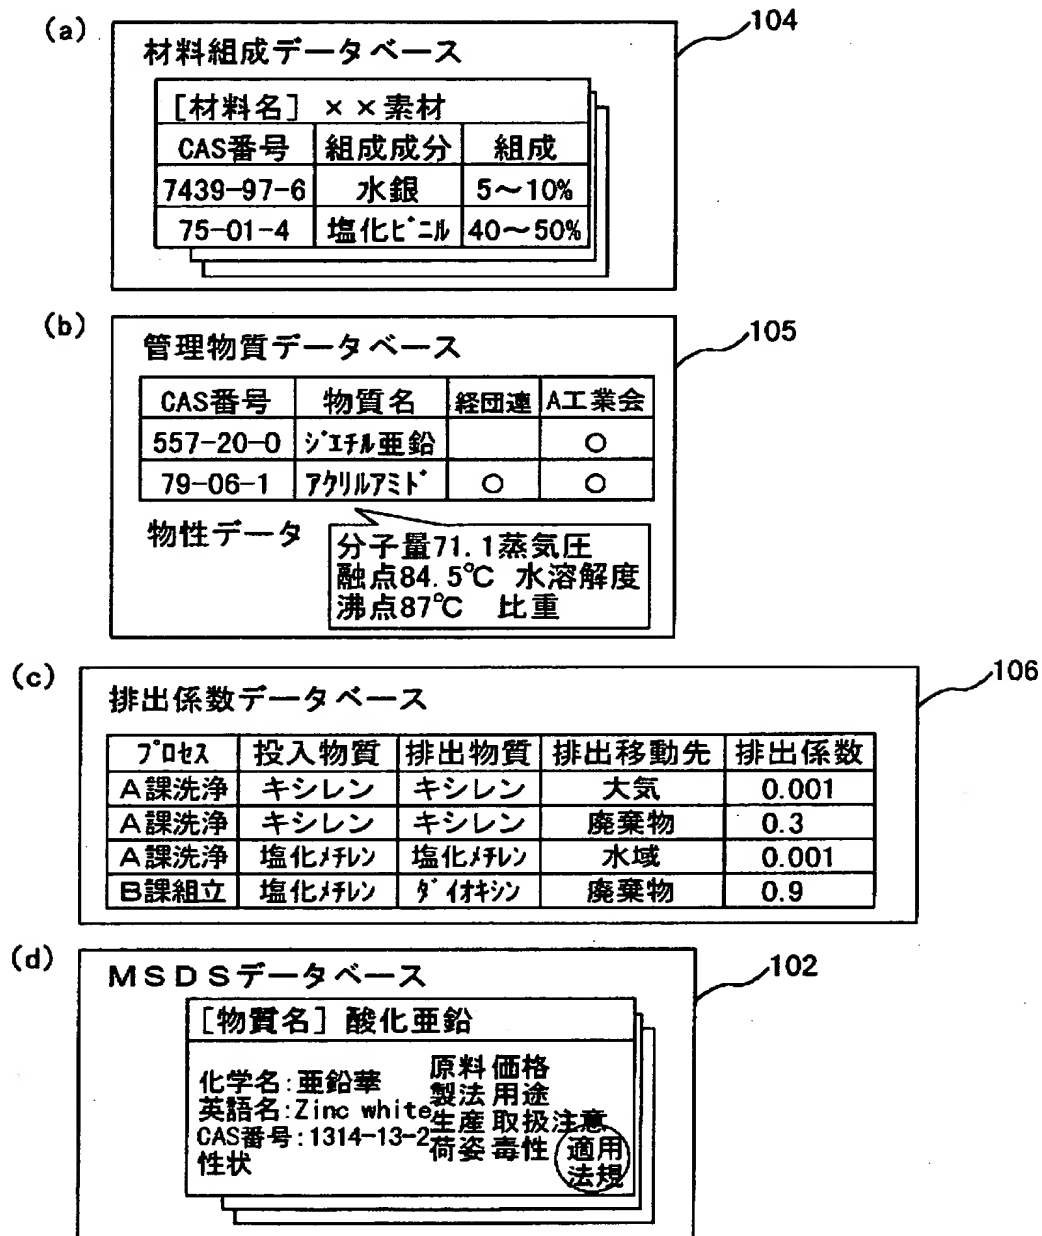 (a)
104
材料組成データベース
[材料名] ××素材
CAS番号 組成成分 組成
7439-97-6 水銀 5～10%
75-01-4 塩化ﾋﾞﾆﾙ 40～50%
(b)
105
管理物質データベース
CAS番号 物質名 経団連 A工業会
557-20-0 ｼﾞｴﾁﾙ亜鉛 ○
79-06-1 ｱｸﾘﾙｱﾐﾄﾞ ○ ○
物性データ
分子量71.1蒸気圧
融点84.5℃ 水溶解度
沸点87℃ 比重
(c)
106
排出係数データベース
ﾌﾟﾛｾｽ 投入物質 排出物質 排出移動先 排出係数
A課洗浄 キシレン キシレン 大気 0.001
A課洗浄 キシレン キシレン 廃棄物 0.3
A課洗浄 塩化ﾒﾁﾚﾝ 塩化ﾒﾁﾚﾝ 水域 0.001
B課組立 塩化ﾒﾁﾚﾝ ﾀﾞｲｵｷｼﾝ 廃棄物 0.9
(d)
102
MSDSデータベース
[物質名] 酸化亜鉛
化学名:亜鉛華
英語名:Zinc white
CAS番号:1314-13-2
性状
原料 価格
製法 用途
生産 取扱注意
荷姿 毒性 適用
法規